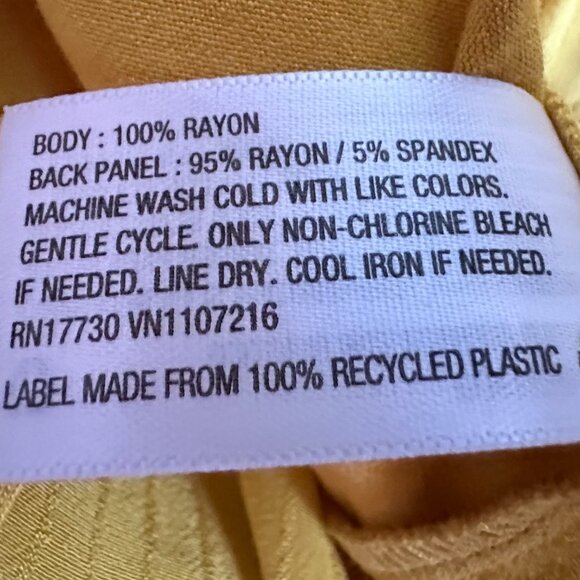 BODY : 100% RAYON
BACK PANEL : 95% RAYON / 5% SPANDEX
MACHINE WASH COLD WITH LIKE COLORS.
GENTLE CYCLE. ONLY NON-CHLORINE BLEACH
IF NEEDED. LINE DRY. COOL IRON IF NEEDED.
RN17730 VN1107216
LABEL MADE FROM 100% RECYCLED PLASTIC